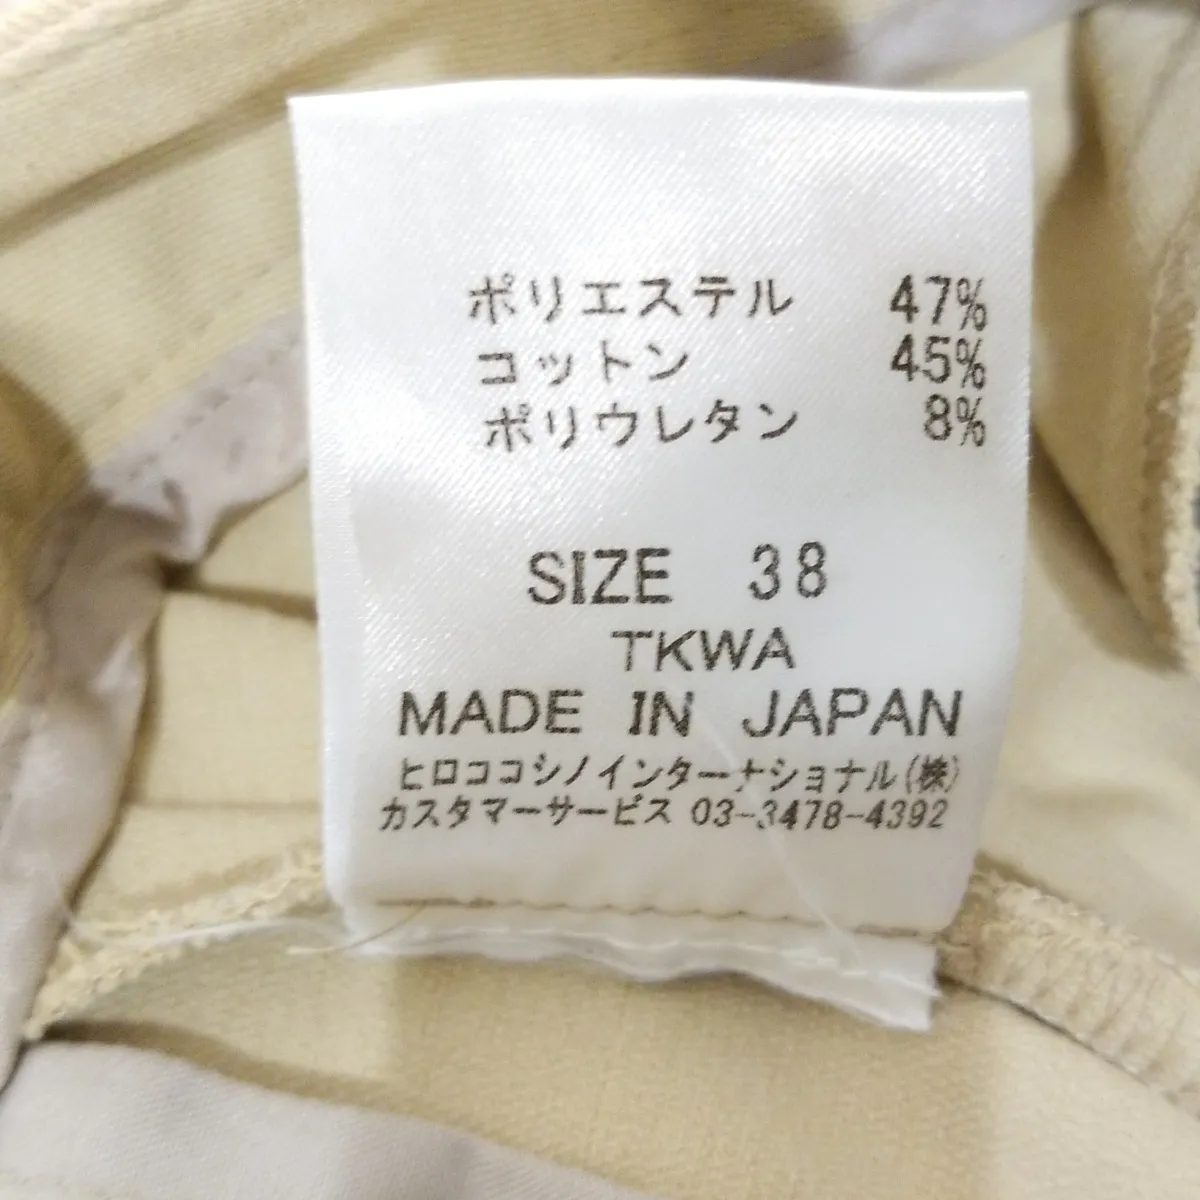 ポリエステル 47%
コットン 45%
ポリウレタン 8%
SIZE 38
TKWA
MADE IN JAPAN
ヒロココシノインターナショナル(株)
カスタマーサービス 03-3478-4392